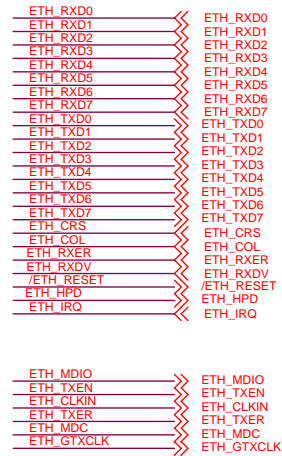 ETH_RXD0 ETH_RXD0
ETH_RXD1 ETH_RXD1
ETH_RXD2 ETH_RXD2
ETH_RXD3 ETH_RXD3
ETH_RXD4 ETH_RXD4
ETH_RXD5 ETH_RXD5
ETH_RXD6 ETH_RXD6
ETH_RXD7 ETH_RXD7
ETH_TXD0 ETH_TXD0
ETH_TXD1 ETH_TXD1
ETH_TXD2 ETH_TXD2
ETH_TXD3 ETH_TXD3
ETH_TXD4 ETH_TXD4
ETH_TXD5 ETH_TXD5
ETH_TXD6 ETH_TXD6
ETH_TXD7 ETH_TXD7
ETH_CRS ETH_CRS
ETH_COL ETH_COL
ETH_RXER ETH_RXER
ETH_RXDV ETH_RXDV
/ETH_RESET /ETH_RESET
ETH_HPD ETH_HPD
ETH_IRQ ETH_IRQ
ETH_MDIO ETH_MDIO
ETH_TXEN ETH_TXEN
ETH_CLKIN ETH_CLKIN
ETH_TXER ETH_TXER
ETH_MDC ETH_MDC
ETH_GTXCLK ETH_GTXCLK